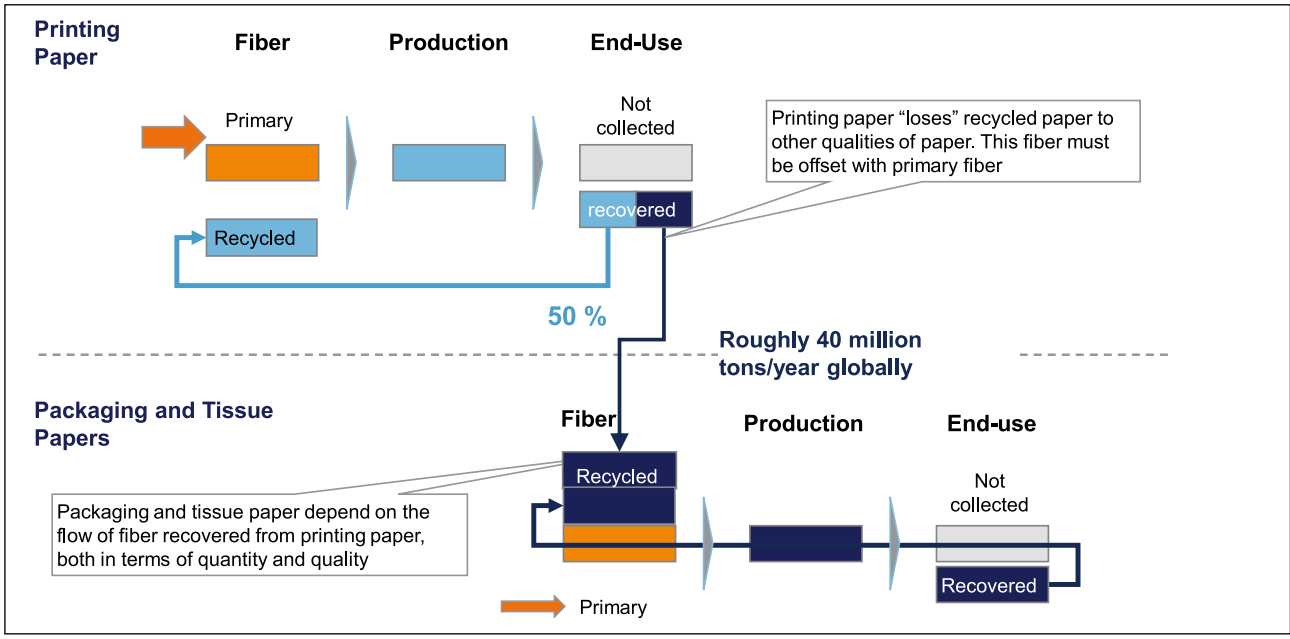 Printing
Paper
Fiber
Production
End-Use
Primary
Not
collected
Printing paper “loses” recycled paper to
other qualities of paper. This fiber must
be offset with primary fiber
recovered
Recycled
50 %
Roughly 40 million
tons/year globally
Packaging and Tissue
Papers
Fiber
Production
End-use
Recycled
Not
collected
Packaging and tissue paper depend on the
flow of fiber recovered from printing paper,
both in terms of quantity and quality
Recovered
Primary